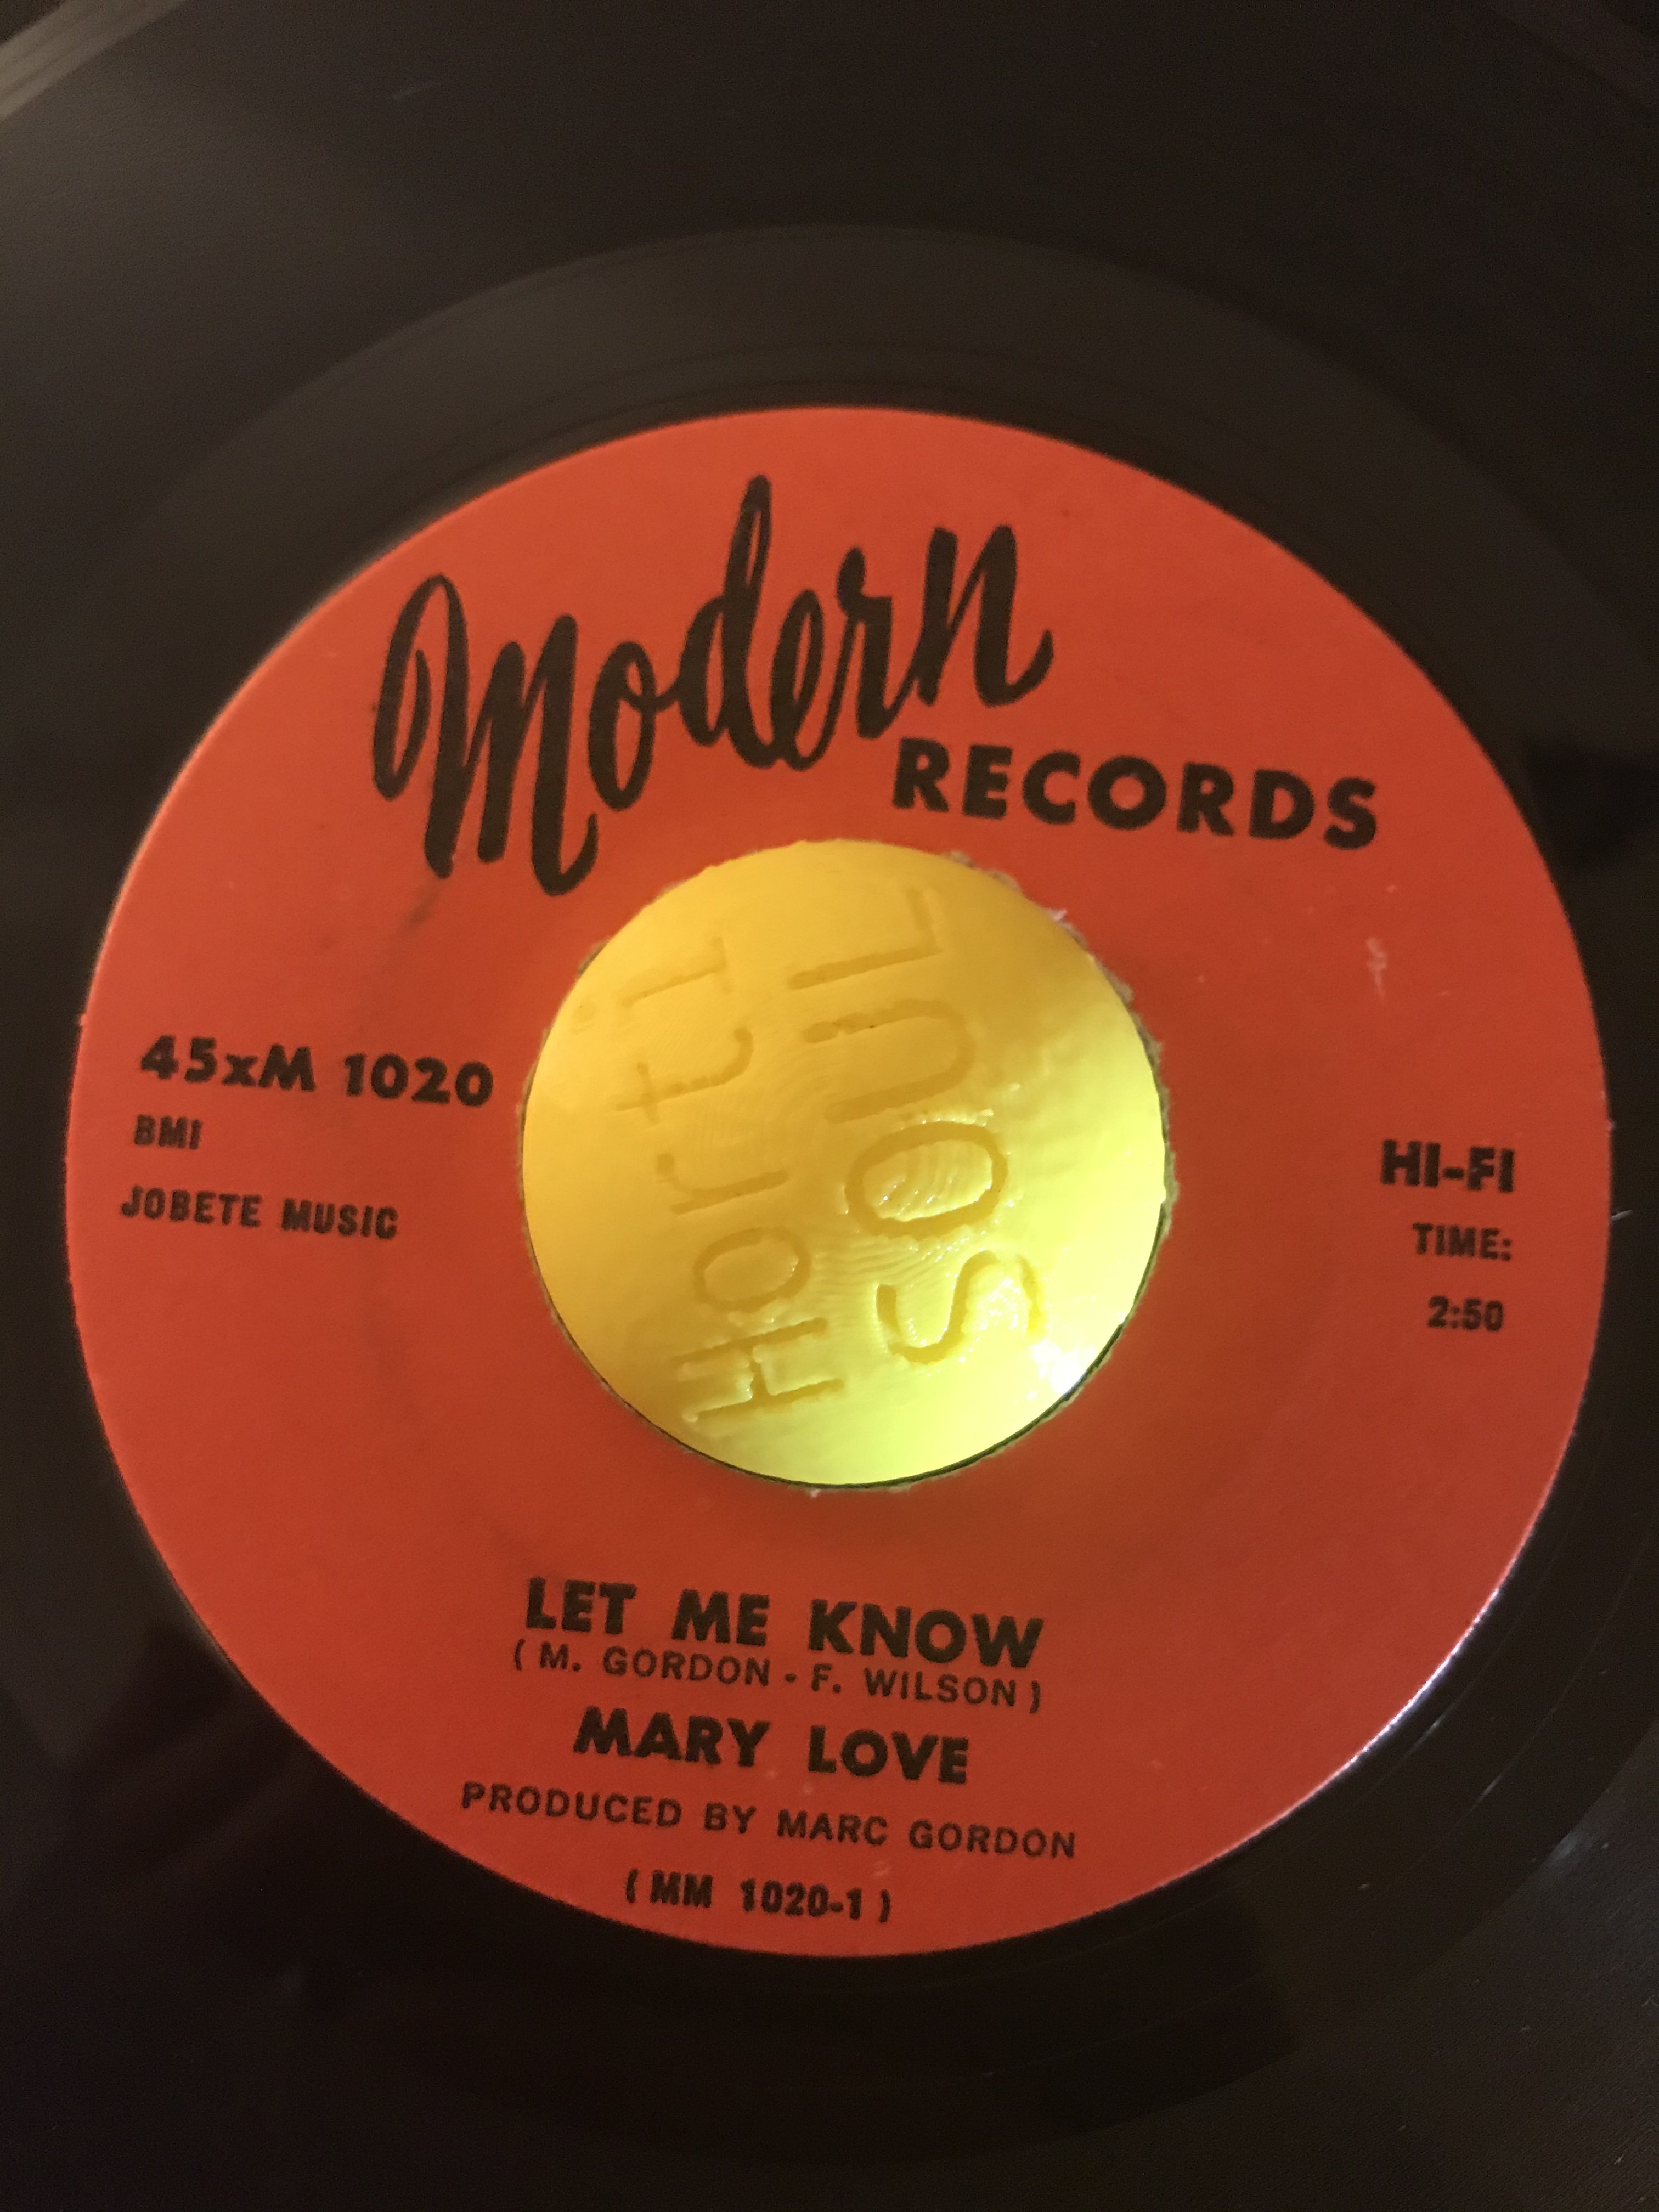 Modern
RECORDS
45xM 1020
BMI
JOBETE MUSIC
Horti
SOUL
HI-FI
TIME:
2:50
LET ME KNOW
( M. GORDON - F. WILSON )
MARY LOVE
PRODUCED BY MARC GORDON
( MM 1020-1 )